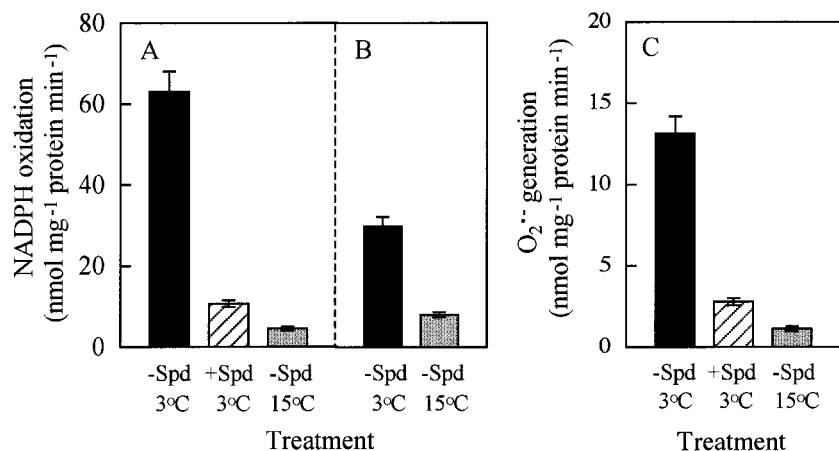 A
B
C
NADPH oxidation
(nmol mg⁻¹ protein min⁻¹)
80
60
40
20
0
-Spd +Spd -Spd
3°C 3°C 15°C
-Spd -Spd
3°C 15°C
Treatment
O₂•⁻ generation
(nmol mg⁻¹ protein min⁻¹)
20
15
10
5
0
-Spd +Spd -Spd
3°C 3°C 15°C
Treatment